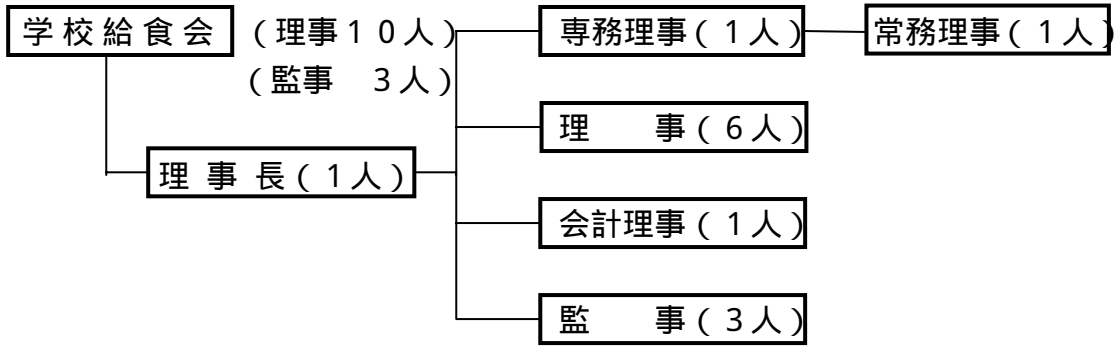 学校給食会 (理事10人) 専務理事(1人) 常務理事(1人)
(監事 3人)
理 事(6人)
理事長(1人)
会計理事(1人)
監 事(3人)